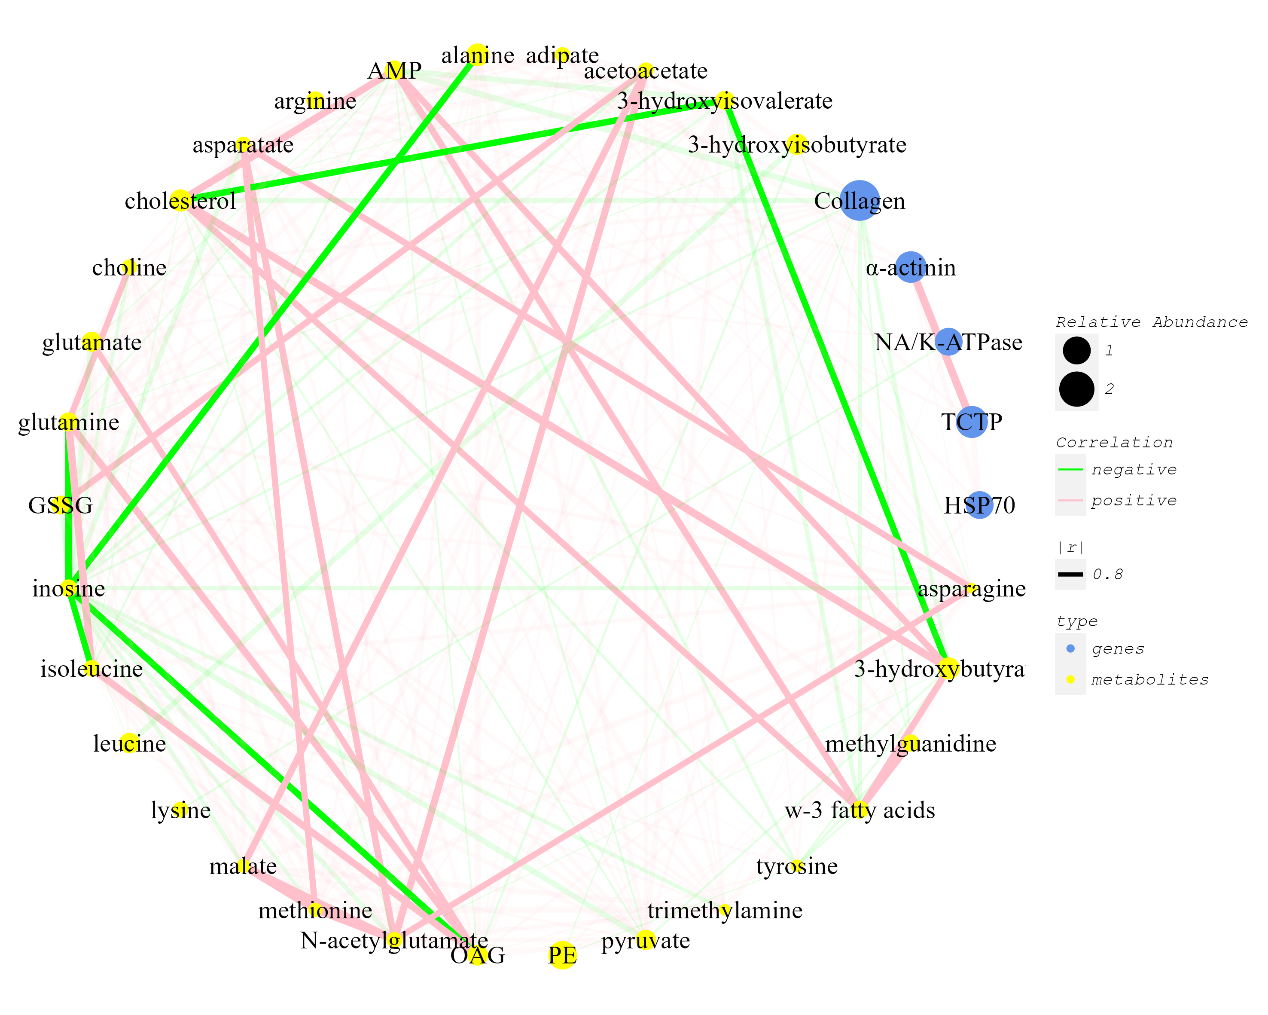 alanine
adipate
AMP
acetoacetate
arginine
3-hydroxyisovalerate
asparatate
3-hydroxyisobutyrate
cholesterol
Collagen
choline
α-actinin
glutamate
NA/K-ATPase
glutamine
TCTP
GSSG
HSP70
inosine
asparagine
isoleucine
3-hydroxybutyra
leucine
methylguanidine
lysine
w-3 fatty acids
malate
tyrosine
methionine
trimethylamine
N-acetylglutamate
pyruvate
OAG
PE
Relative Abundance
1
2
Correlation
negative
positive
|r|
0.8
type
genes
metabolites